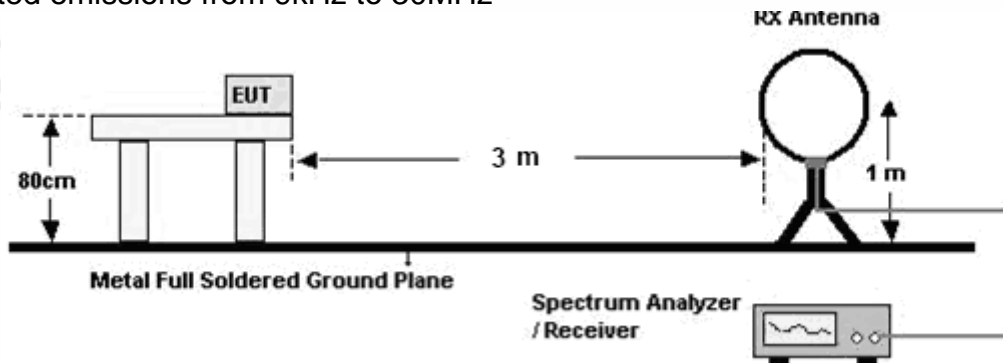 RX Antenna
EUT
3 m
80cm
1 m
Metal Full Soldered Ground Plane
Spectrum Analyzer
/ Receiver